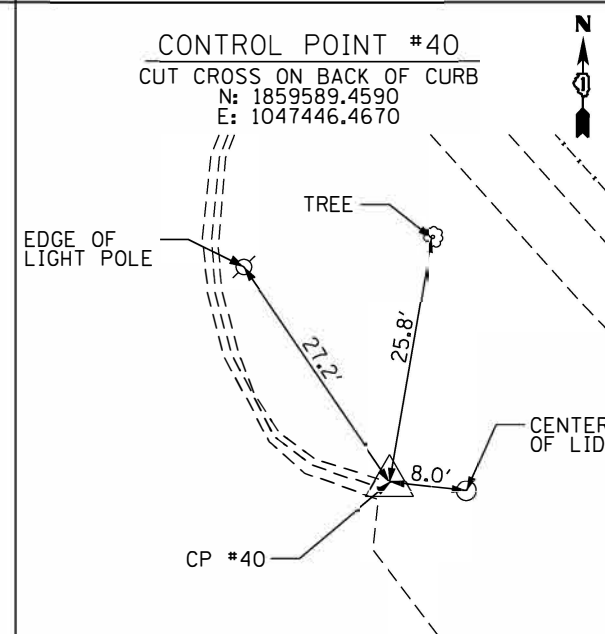 CONTROL POINT #40
CUT CROSS ON BACK OF CURB
N: 1859589.4590
E: 1047446.4670
N
1
TREE
EDGE OF
LIGHT POLE
27.2'
25.8'
8.0'
CENTER
OF LID
CP #40